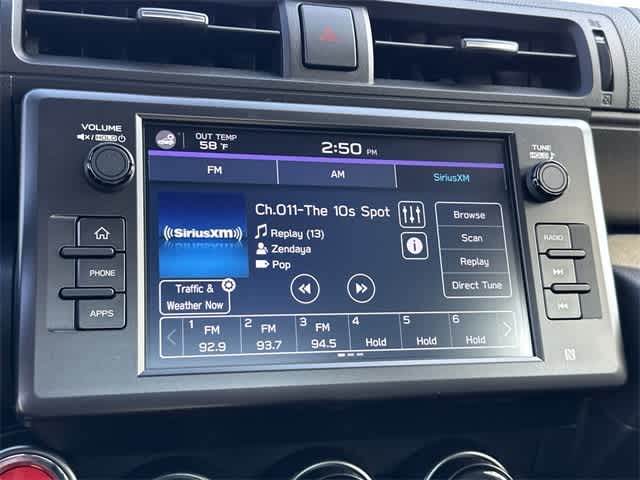 VOLUME
HOLD
OUT TEMP
58 °F
2:50 PM
TUNE
HOLD
FM
AM
SiriusXM
((SiriusXM))
Ch.011-The 10s Spot
Replay (13)
Zendaya
Pop
Browse
Scan
Replay
Direct Tune
Traffic &
Weather Now
PHONE
APPS
RADIO
1 FM
92.9
2 FM
93.7
3 FM
94.5
4
Hold
5
Hold
6
Hold